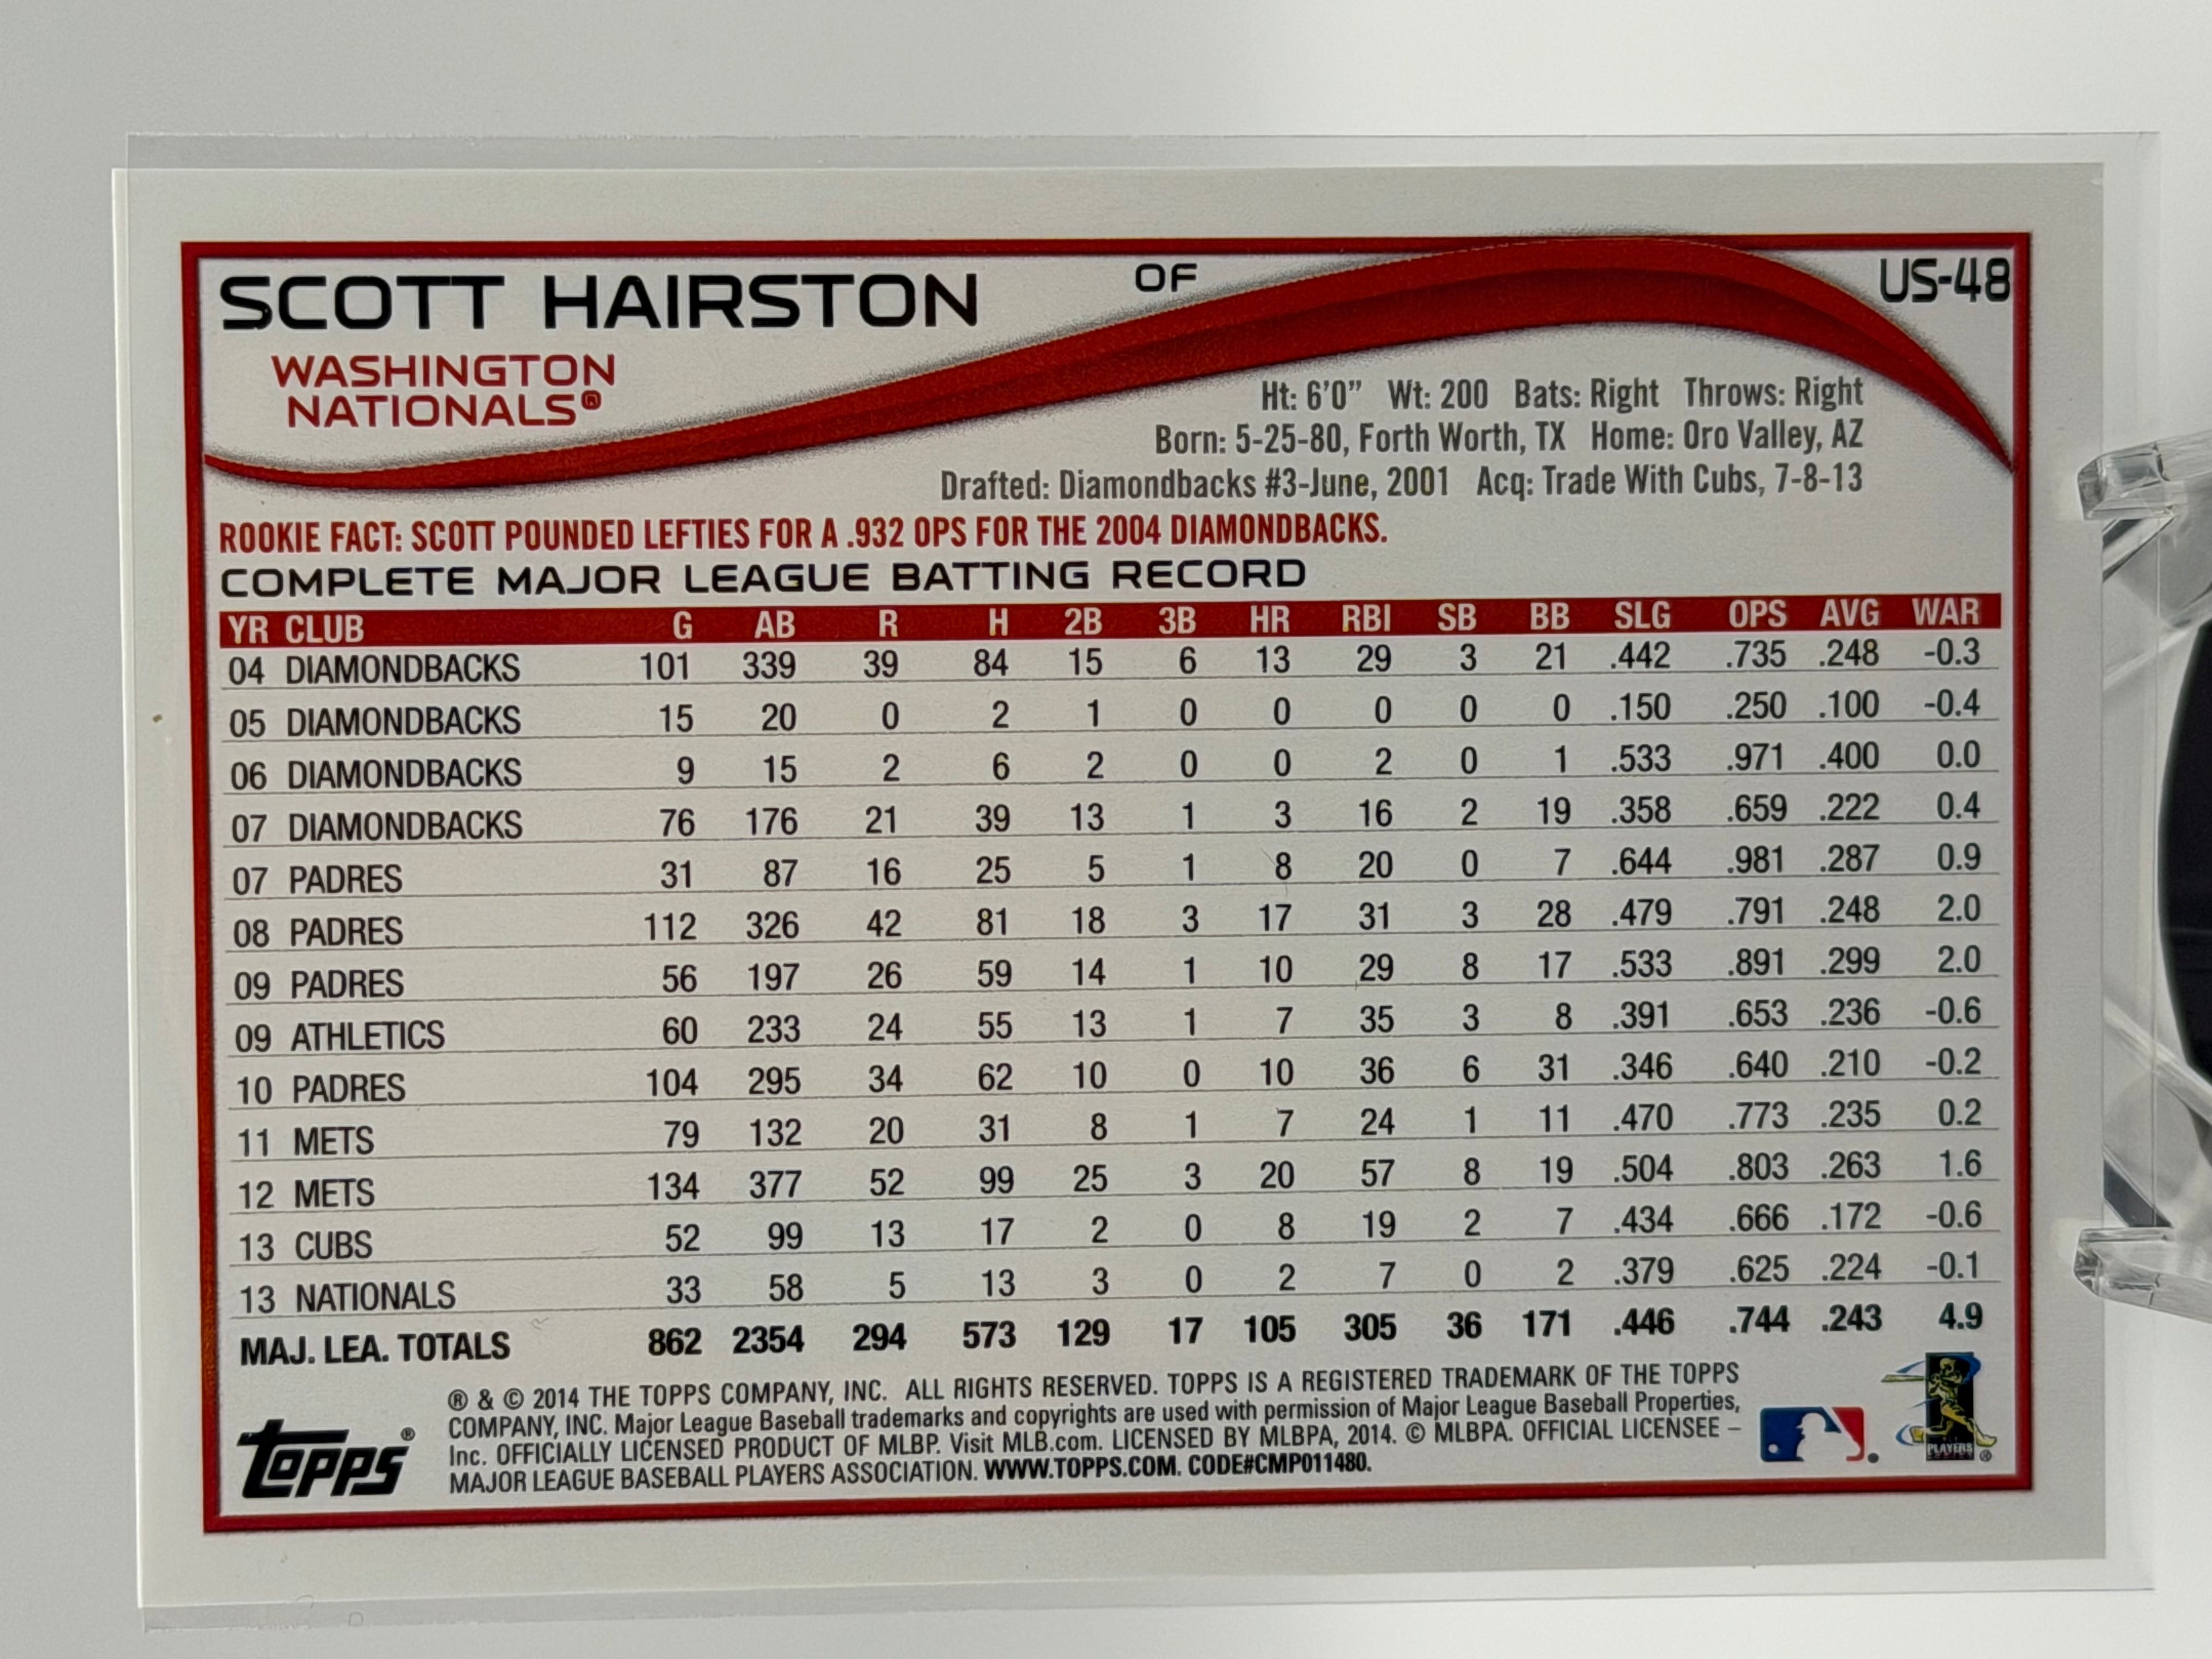 SCOTT HAIRSTON OF US-48
WASHINGTON
NATIONALS®
Ht: 6'0" Wt: 200 Bats: Right Throws: Right
Born: 5-25-80, Forth Worth, TX Home: Oro Valley, AZ
Drafted: Diamondbacks #3-June, 2001 Acq: Trade With Cubs, 7-8-13
ROOKIE FACT: SCOTT POUNDED LEFTIES FOR A .932 OPS FOR THE 2004 DIAMONDBACKS.
COMPLETE MAJOR LEAGUE BATTING RECORD
YR CLUB G AB R H 2B 3B HR RBI SB BB SLG OPS AVG WAR
04 DIAMONDBACKS 101 339 39 84 15 6 13 29 3 21 .442 .735 .248 -0.3
05 DIAMONDBACKS 15 20 0 2 1 0 0 0 0 0 .150 .250 .100 -0.4
06 DIAMONDBACKS 9 15 2 6 2 0 0 2 0 1 .533 .971 .400 0.0
07 DIAMONDBACKS 76 176 21 39 13 1 3 16 2 19 .358 .659 .222 0.4
07 PADRES 31 87 16 25 5 1 8 20 0 7 .644 .981 .287 0.9
08 PADRES 112 326 42 81 18 3 17 31 3 28 .479 .791 .248 2.0
09 PADRES 56 197 26 59 14 1 10 29 8 17 .533 .891 .299 2.0
09 ATHLETICS 60 233 24 55 13 1 7 35 3 8 .391 .653 .236 -0.6
10 PADRES 104 295 34 62 10 0 10 36 6 31 .346 .640 .210 -0.2
11 METS 79 132 20 31 8 1 7 24 1 11 .470 .773 .235 0.2
12 METS 134 377 52 99 25 3 20 57 8 19 .504 .803 .263 1.6
13 CUBS 52 99 13 17 2 0 8 19 2 7 .434 .666 .172 -0.6
13 NATIONALS 33 58 5 13 3 0 2 7 0 2 .379 .625 .224 -0.1
MAJ. LEA. TOTALS 862 2354 294 573 129 17 105 305 36 171 .446 .744 .243 4.9
® & © 2014 THE TOPPS COMPANY, INC. ALL RIGHTS RESERVED. TOPPS IS A REGISTERED TRADEMARK OF THE TOPPS
COMPANY, INC. Major League Baseball trademarks and copyrights are used with permission of Major League Baseball Properties,
Inc. OFFICIALLY LICENSED PRODUCT OF MLBP. Visit MLB.com. LICENSED BY MLBPA, 2014. © MLBPA. OFFICIAL LICENSEE –
MAJOR LEAGUE BASEBALL PLAYERS ASSOCIATION. WWW.TOPPS.COM. CODE#CMP011480.
TOPPS®
PLAYERS ®